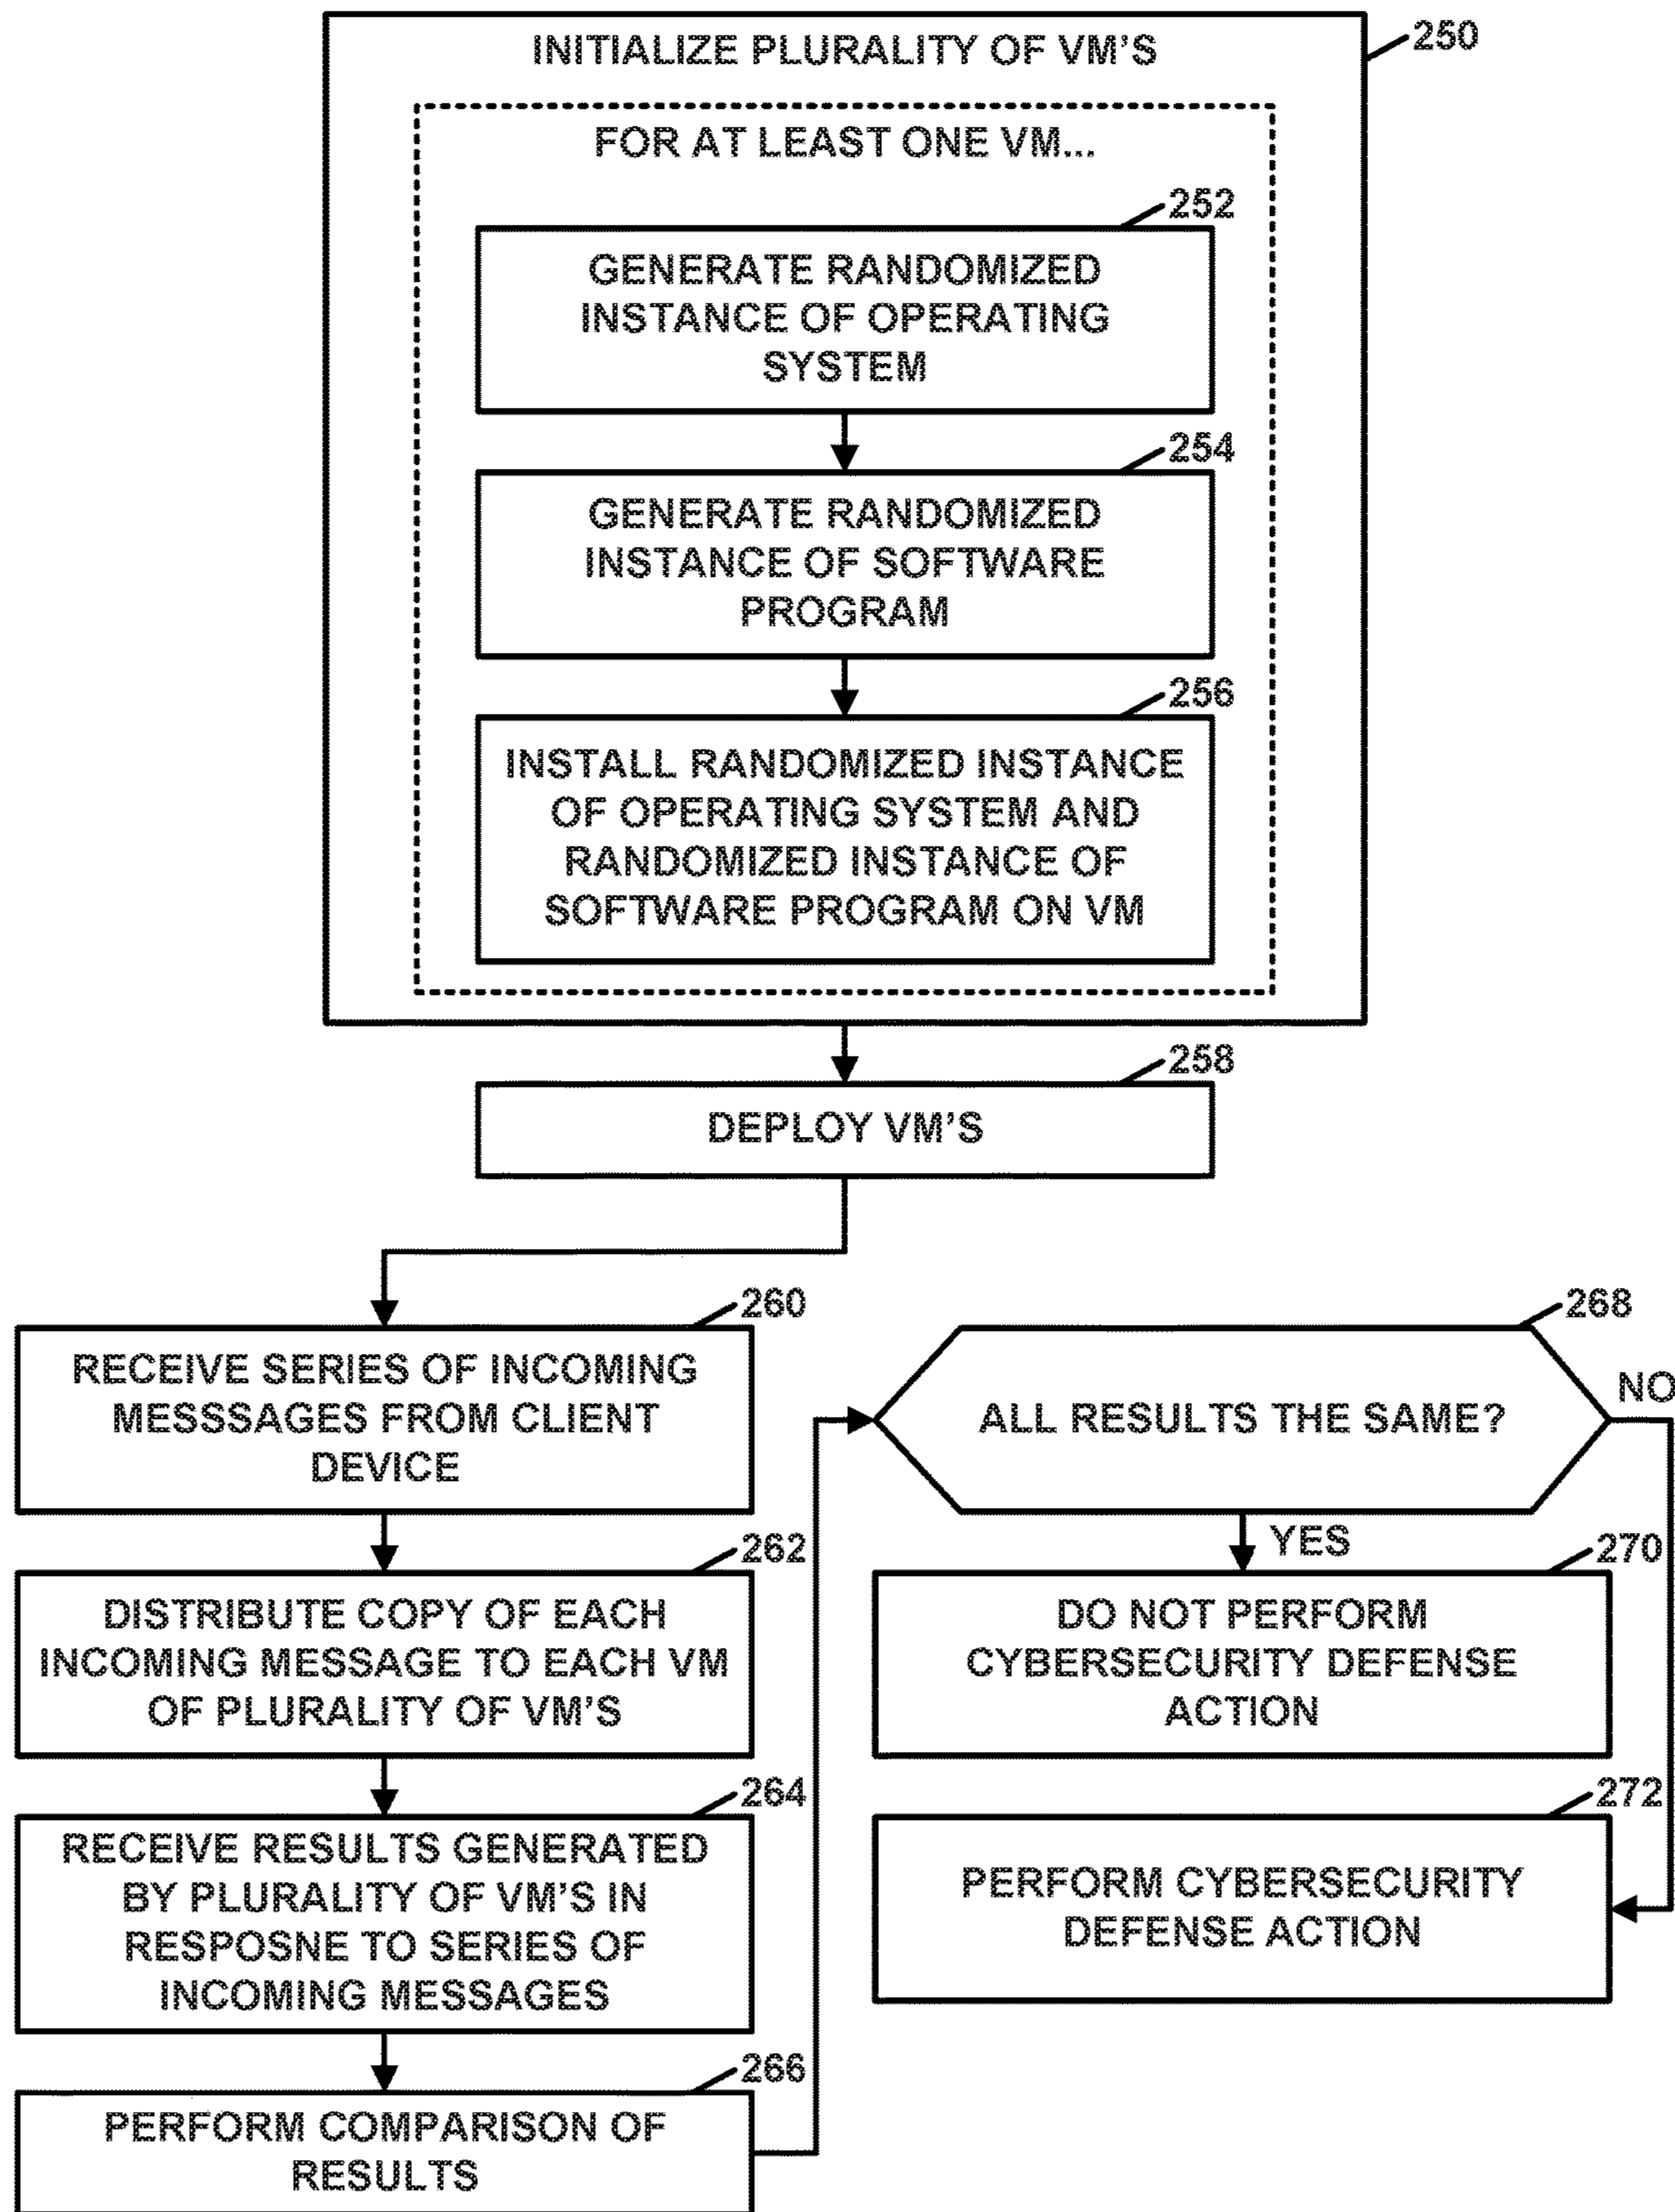 INITIALIZE PLURALITY OF VM'S
250
FOR AT LEAST ONE VM...
252
GENERATE RANDOMIZED
INSTANCE OF OPERATING
SYSTEM
254
GENERATE RANDOMIZED
INSTANCE OF SOFTWARE
PROGRAM
256
INSTALL RANDOMIZED INSTANCE
OF OPERATING SYSTEM AND
RANDOMIZED INSTANCE OF
SOFTWARE PROGRAM ON VM
258
DEPLOY VM'S
260
RECEIVE SERIES OF INCOMING
MESSSAGES FROM CLIENT
DEVICE
262
DISTRIBUTE COPY OF EACH
INCOMING MESSAGE TO EACH VM
OF PLURALITY OF VM'S
264
RECEIVE RESULTS GENERATED
BY PLURALITY OF VM'S IN
RESPOSNE TO SERIES OF
INCOMING MESSAGES
266
PERFORM COMPARISON OF
RESULTS
268
ALL RESULTS THE SAME?
NO
YES
270
DO NOT PERFORM
CYBERSECURITY DEFENSE
ACTION
272
PERFORM CYBERSECURITY
DEFENSE ACTION